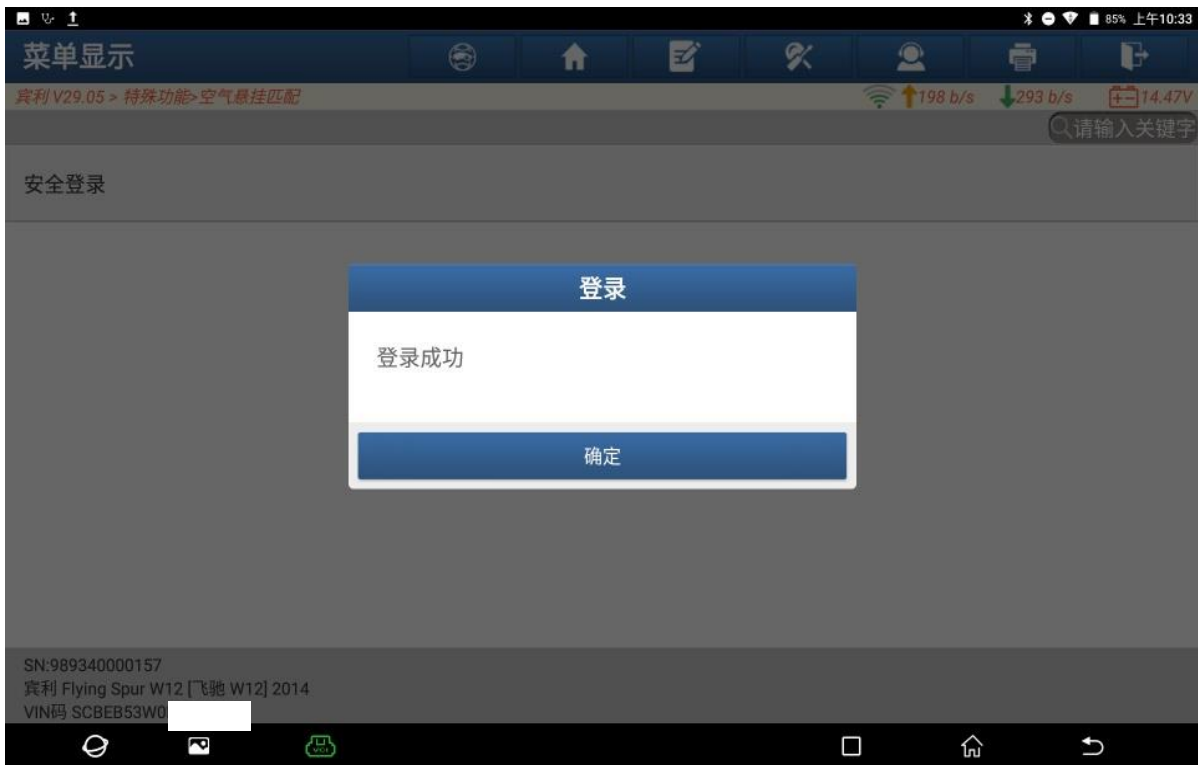 85% 上午10:33
菜单显示
宾利 V29.05 > 特殊功能>空气悬挂匹配
198 b/s 293 b/s 14.47V
请输入关键字
安全登录
登录
登录成功
确定
SN:989340000157
宾利 Flying Spur W12 [飞驰 W12] 2014
VIN码 SCBEB53W0
VCI